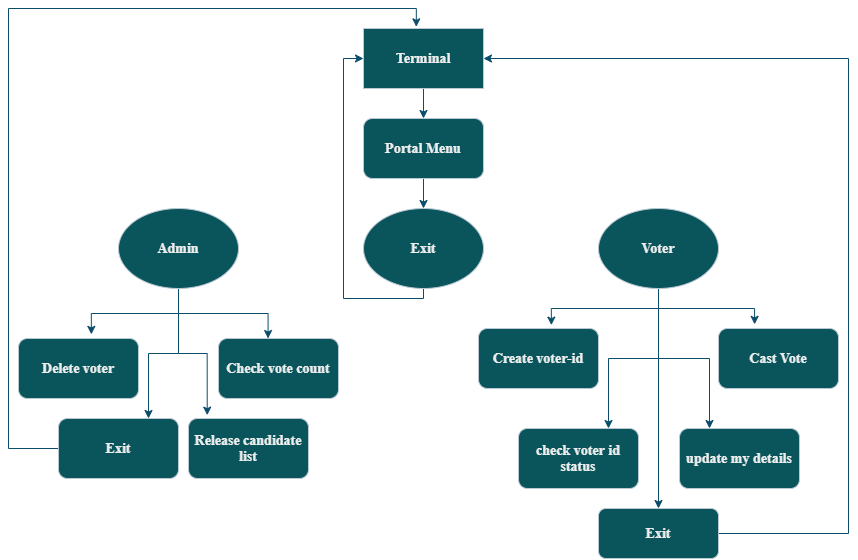 Terminal
Portal Menu
Admin
Exit
Voter
Delete voter
Check vote count
Create voter-id
Cast Vote
Exit
Release candidate
list
check voter id
status
update my details
Exit